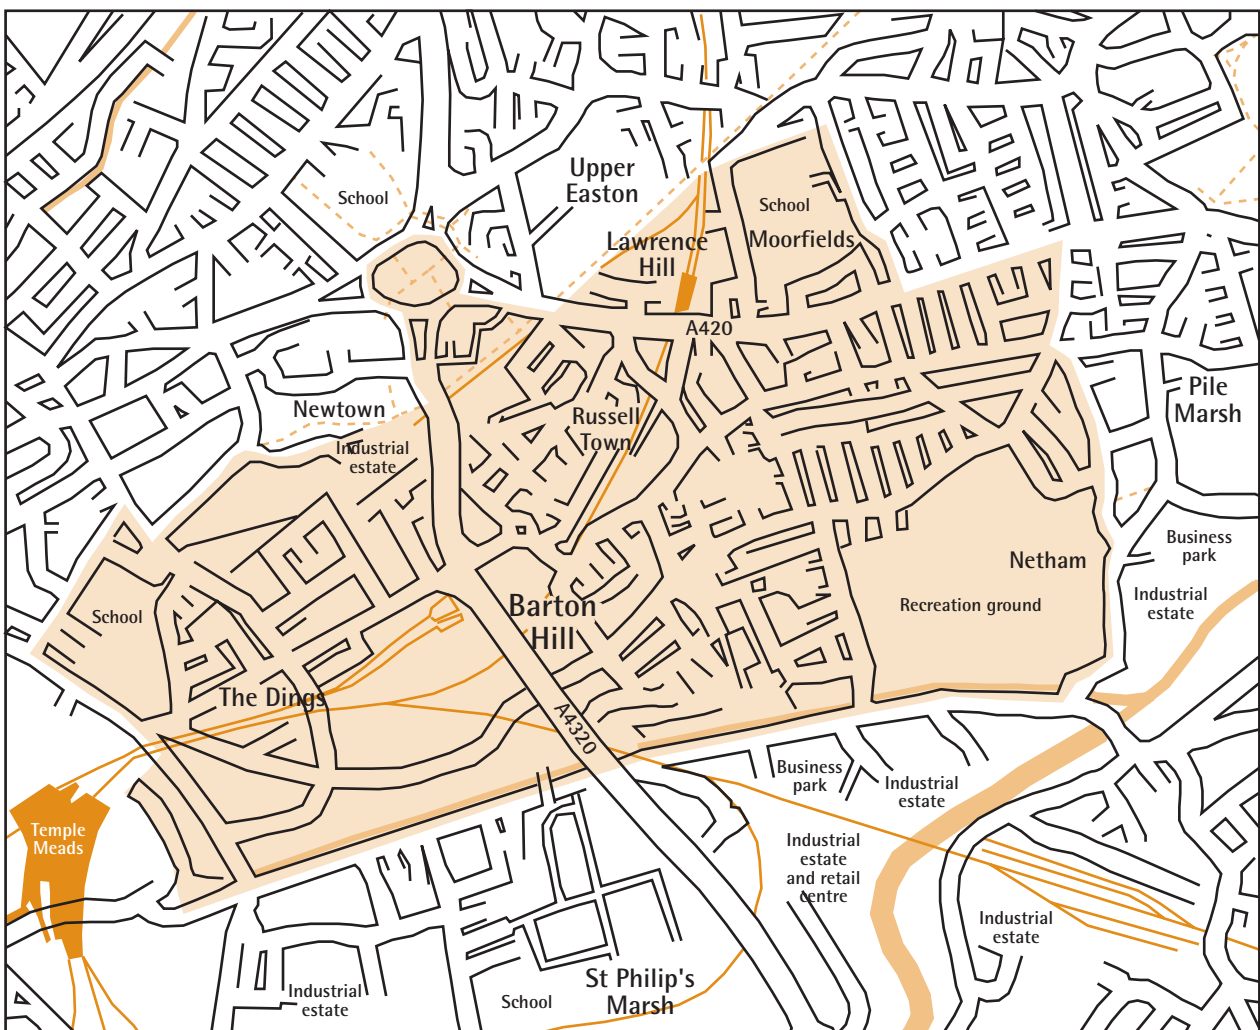 Upper
Easton
School
School
Lawrence
Hill
Moorfields
A420
Pile
Marsh
Newtown
Russell
Town
Industrial
estate
Business
park
Netham
Industrial
estate
Barton
Hill
Recreation ground
School
The Dings
A4320
Business
park
Industrial
estate
Temple
Meads
Industrial
estate
and retail
centre
Industrial
estate
St Philip's
Marsh
School
Industrial
estate